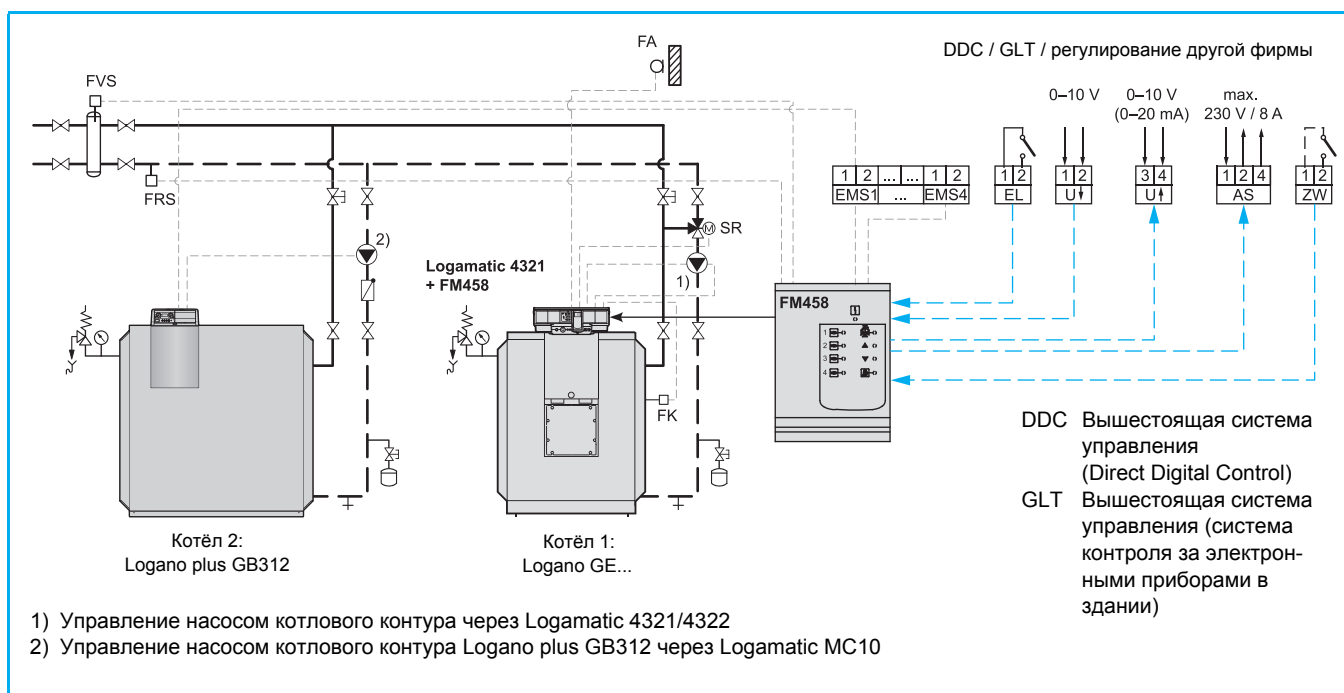 FA
DDC / GLT / регулирование другой фирмы
FVS
0–10 V
0–10 V
(0–20 mA)
max.
230 V / 8 A
1 2 ... ... 1 2
EMS1 ... EMS4
1 2
EL
1 2
U
3 4
U
1 2 4
AS
1 2
ZW
FRS
M SR
2)
1)
Logamatic 4321
+ FM458
FM458
1
2
3
4
FK
DDC Вышестоящая система
управления
(Direct Digital Control)
GLT Вышестоящая система
управления (система
контроля за электрон-
ными приборами в
здании)
Котёл 2:
Logano plus GB312
Котёл 1:
Logano GE...
1) Управление насосом котлового контура через Logamatic 4321/4322
2) Управление насосом котлового контура Logano plus GB312 через Logamatic MC10